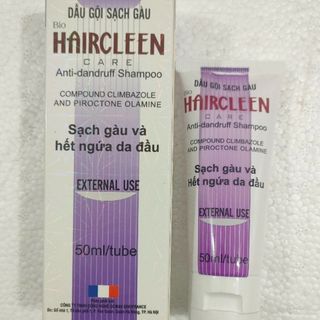 DẦU GỘI SẠCH GÀU
Bio
HAIRCLEEN
CARE
Anti-dandruff Shampoo
COMPOUND CLIMBAZOLE
AND PIROCTONE OLAMINE
Sạch gàu và
hết ngứa da đầu
EXTERNAL USE
50ml/tube
DẦU GỘI SẠCH GÀU
Bio
HAIRCLEEN
CARE
Anti-dandruff Shampoo
COMPOUND CLIMBAZOLE
AND PIROCTONE OLAMINE
Sạch gàu và
hết ngứa da đầu
EXTERNAL USE
50ml/tube